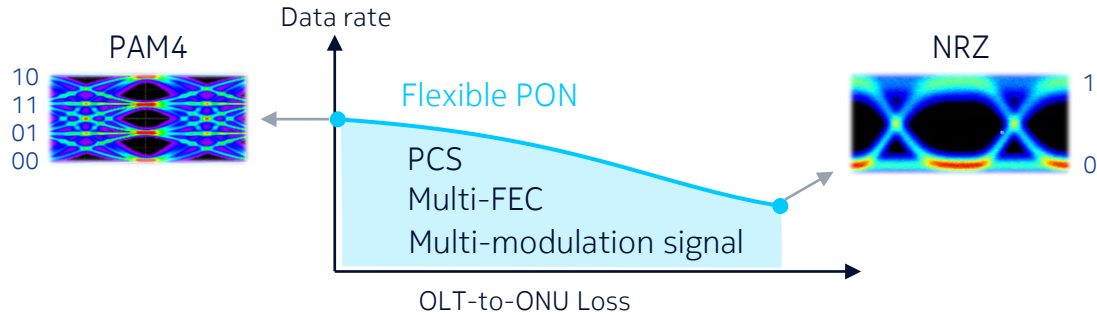 Data rate
PAM4
NRZ
10
11
01
00
1
0
Flexible PON
PCS
Multi-FEC
Multi-modulation signal
OLT-to-ONU Loss